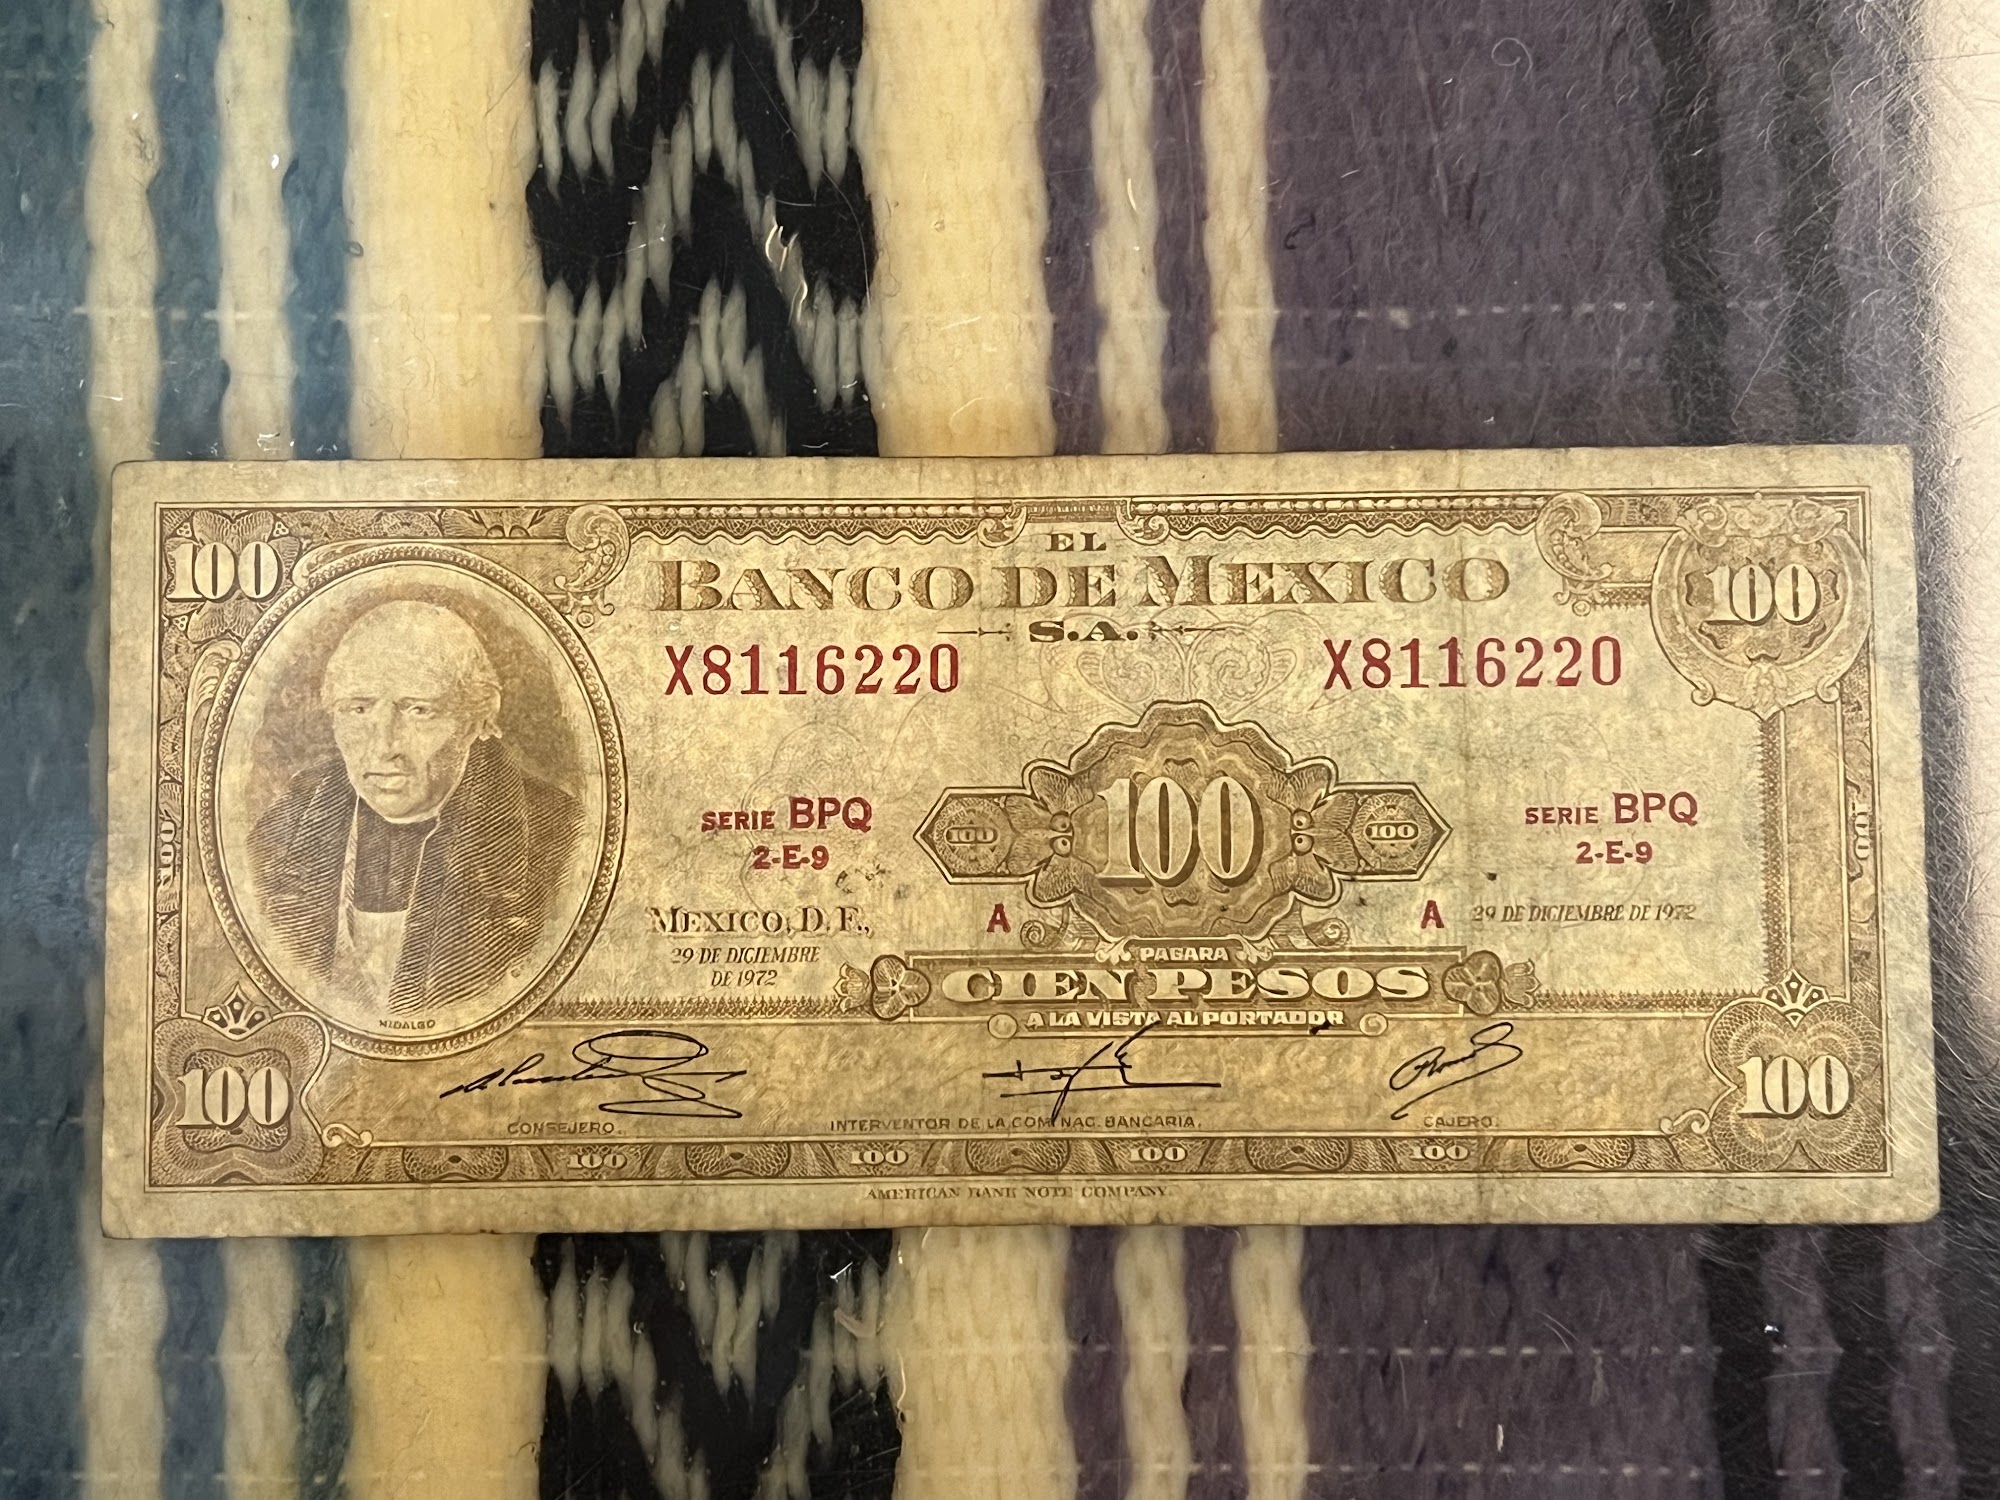 100
100
EL
BANCO DE MEXICO
S.A.
X8116220
X8116220
SERIE BPQ
2-E-9
100
100
100
SERIE BPQ
2-E-9
100
100
MEXICO, D. F.,
29 DE DICIEMBRE
DE 1972
A
A
29 DE DICIEMBRE DE 1972
PAGARA
CIEN PESOS
A LA VISTA AL PORTADOR
HIDALGO
100
100
CONSEJERO.
INTERVENTOR DE LA COM. NAC. BANCARIA.
CAJERO.
100
100
100
100
AMERICAN BANK NOTE COMPANY.